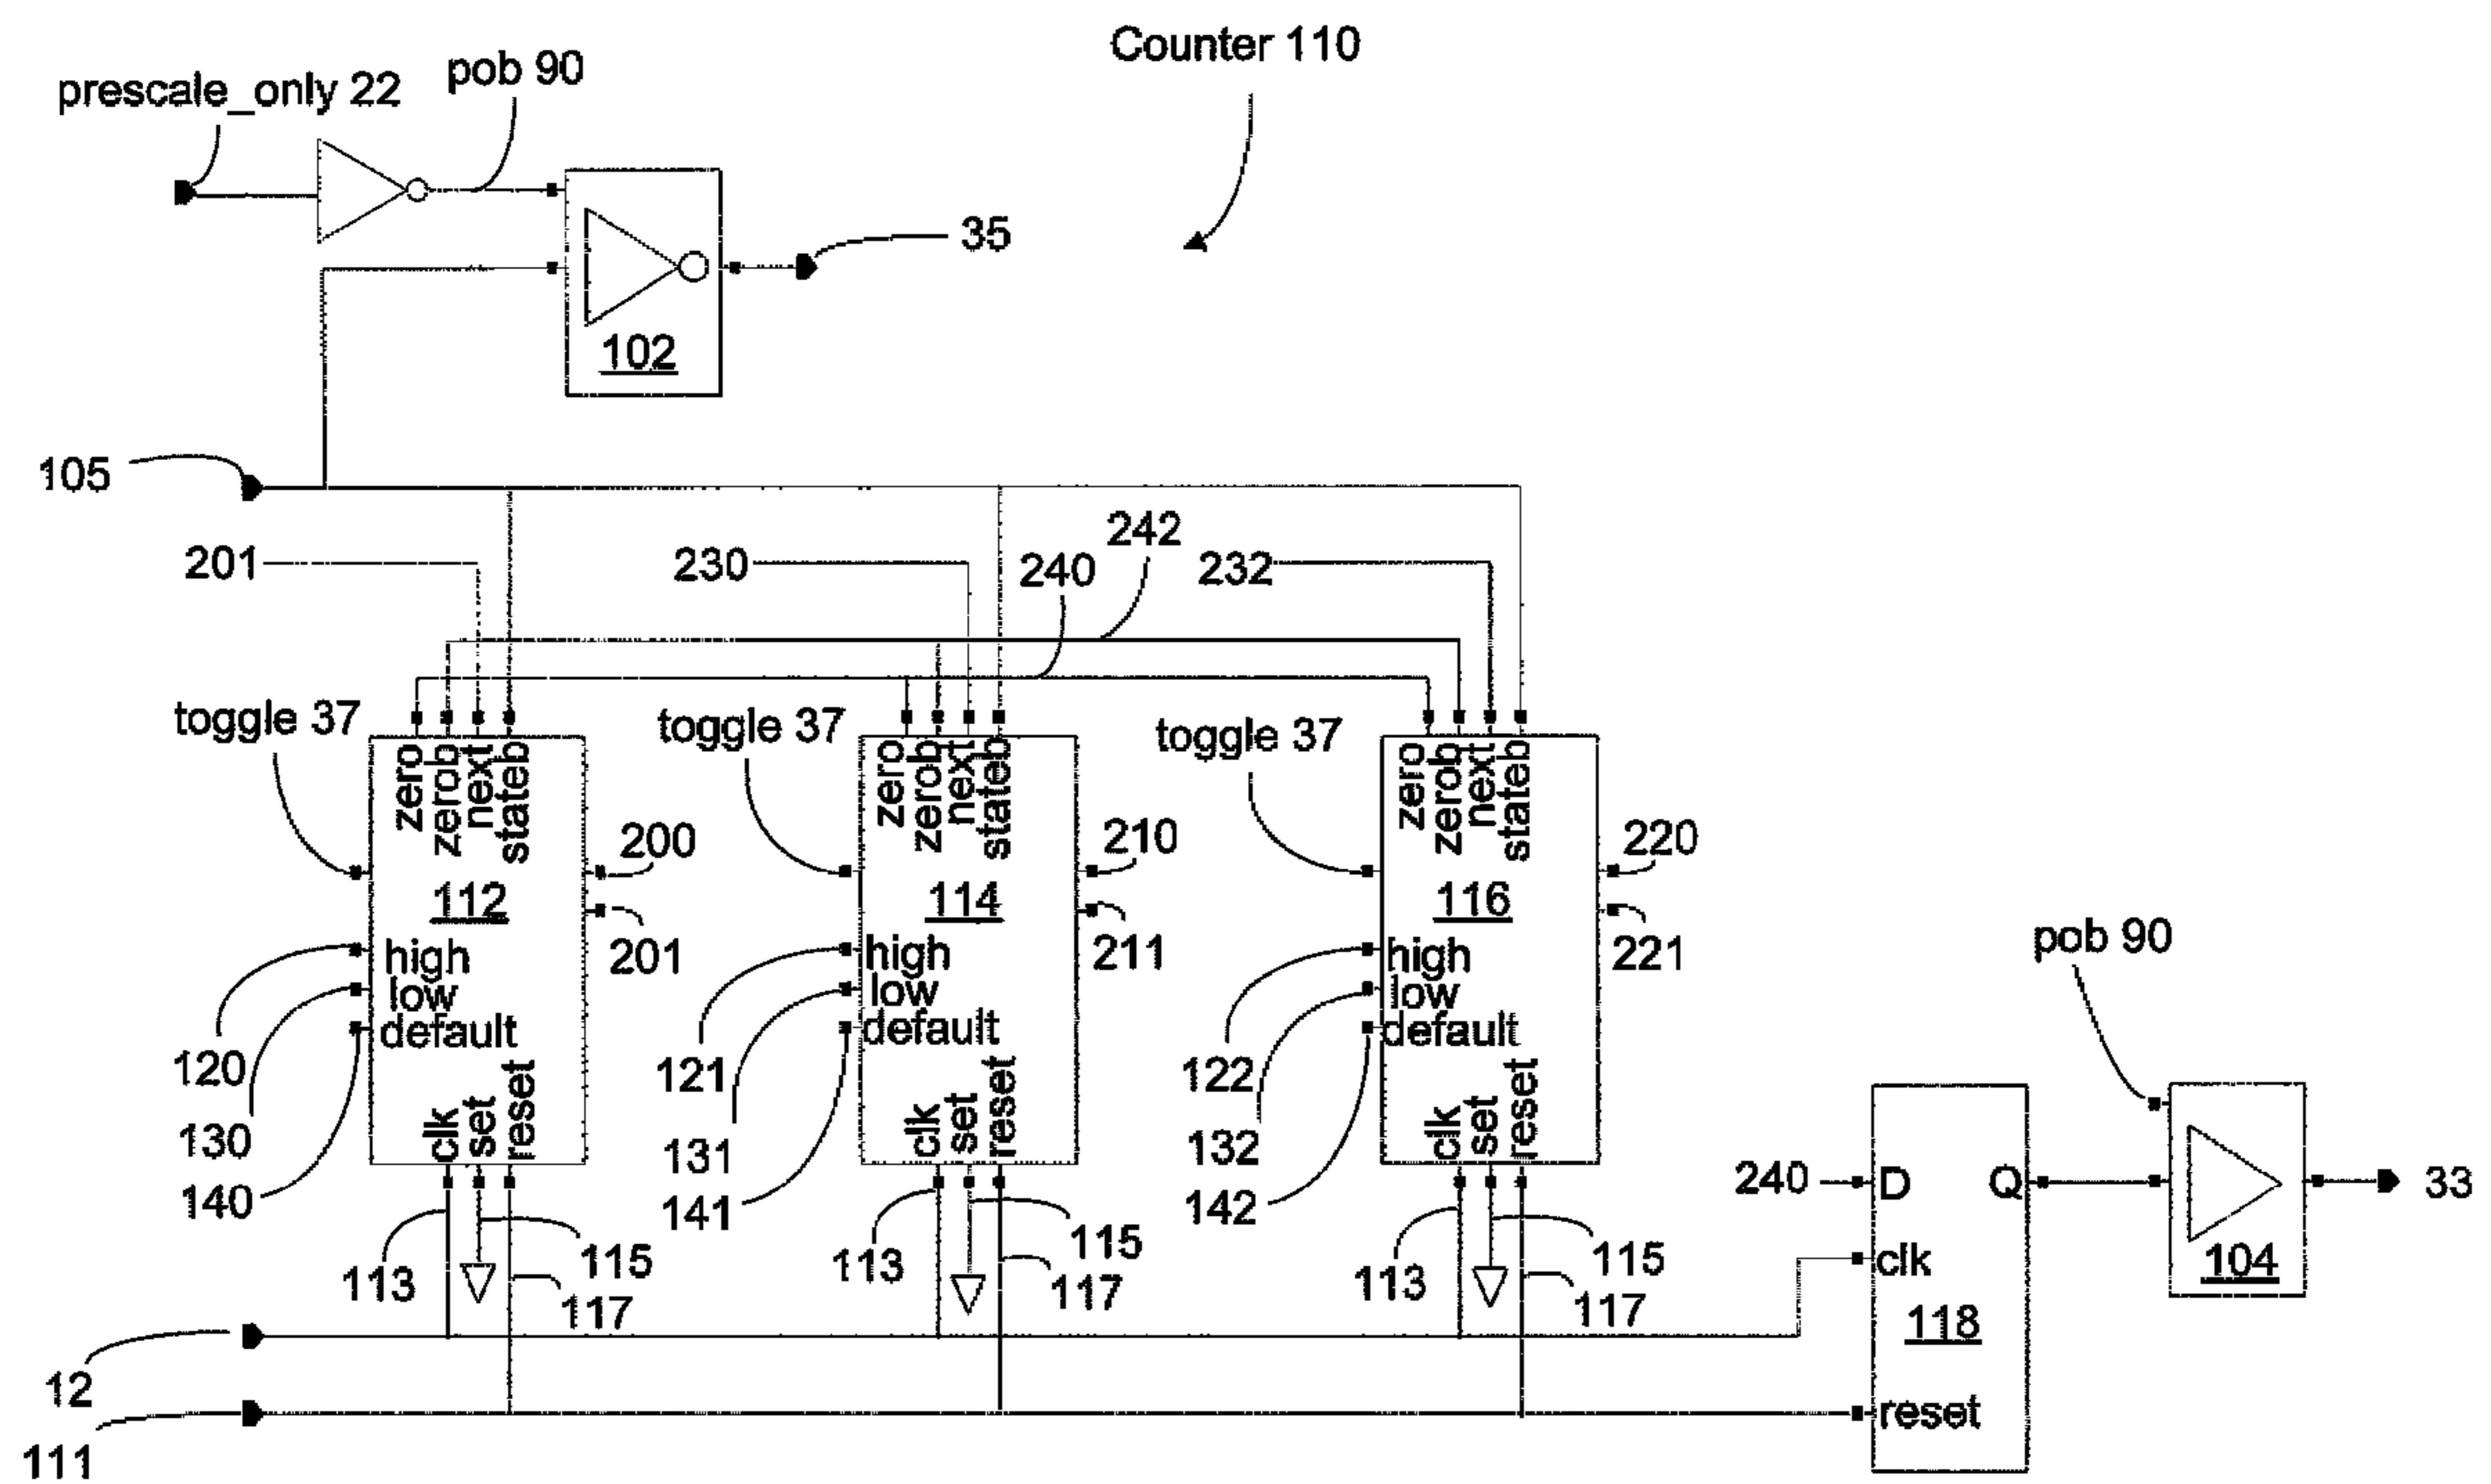 Counter 110
prescale_only 22
pob 90
35
102
105
201
230
240
242
232
toggle 37
zero
zerob
next
stateb
200
112
201
high
low
default
120
130
140
clk
set
reset
113
115
117
toggle 37
zero
zerob
next
stateb
210
114
211
high
low
default
121
131
141
clk
set
reset
113
115
117
toggle 37
zero
zerob
next
stateb
220
116
221
high
low
default
122
132
142
clk
set
reset
113
115
117
pob 90
240
D
Q
33
clk
104
118
reset
12
111